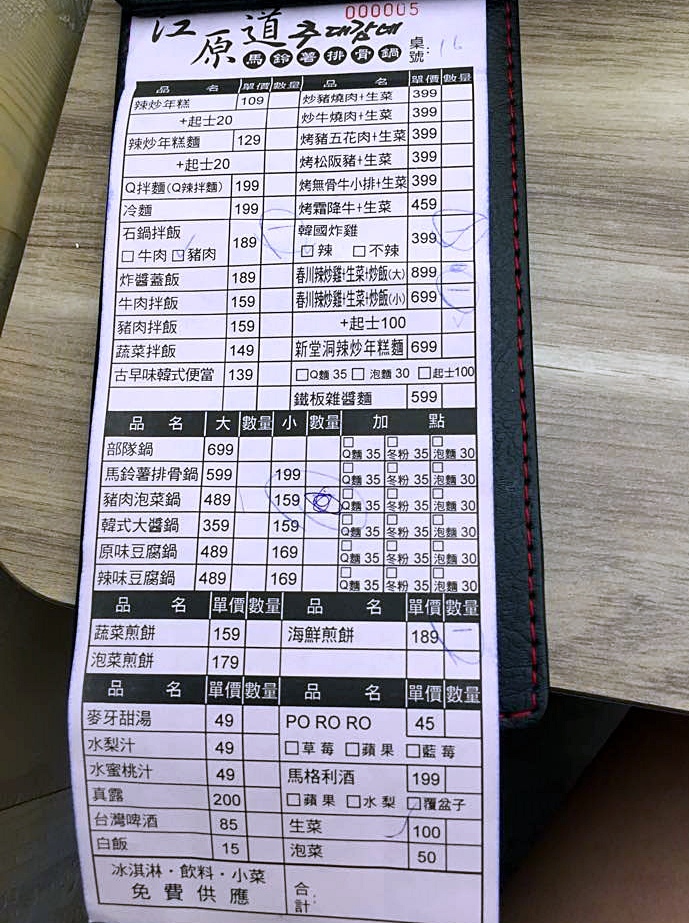 000005
江原道 추대감네
馬鈴薯排骨鍋 桌號: 16
品 名 單價 數量 品 名 單價 數量
辣炒年糕 109 炒豬燒肉+生菜 399
+起士20 炒牛燒肉+生菜 399
辣炒年糕麵 129 烤豬五花肉+生菜 399
+起士20 烤松阪豬+生菜 399
Q拌麵(Q辣拌麵) 199 烤無骨牛小排+生菜 399
冷麵 199 烤霜降牛+生菜 459
石鍋拌飯 189 一 韓國炸雞 399 一
☐牛肉 ☑豬肉 ☑辣 ☐不辣
炸醬蓋飯 189 春川辣炒雞+生菜+炒飯(大) 899
牛肉拌飯 159 春川辣炒雞+生菜+炒飯(小) 699 一
豬肉拌飯 159 +起士100
蔬菜拌飯 149 新堂洞辣炒年糕麵 699
古早味韓式便當 139 ☐Q麵 35 ☐泡麵 30 ☐起士100
鐵板雜醬麵 599
品 名 大 數量 小 數量 加 點
部隊鍋 699 ☐Q麵 35 ☐冬粉 35 ☐泡麵 30
馬鈴薯排骨鍋 599 199 ☐Q麵 35 ☐冬粉 35 ☐泡麵 30
豬肉泡菜鍋 489 159 ☐Q麵 35 ☐冬粉 35 ☐泡麵 30
韓式大醬鍋 359 159 ☐Q麵 35 ☐冬粉 35 ☐泡麵 30
原味豆腐鍋 489 169 ☐Q麵 35 ☐冬粉 35 ☐泡麵 30
辣味豆腐鍋 489 169 ☐Q麵 35 ☐冬粉 35 ☐泡麵 30
品 名 單價 數量 品 名 單價 數量
蔬菜煎餅 159 海鮮煎餅 189 一
泡菜煎餅 179
品 名 單價 數量 品 名 單價 數量
麥牙甜湯 49 PO RO RO 45
水梨汁 49 ☐草莓 ☐蘋果 ☐藍莓
水蜜桃汁 49 馬格利酒 199
真露 200 ☐蘋果 ☐水梨 ☐覆盆子
台灣啤酒 85 生菜 100
白飯 15 泡菜 50
冰淇淋·飲料·小菜
免費供應 合計: